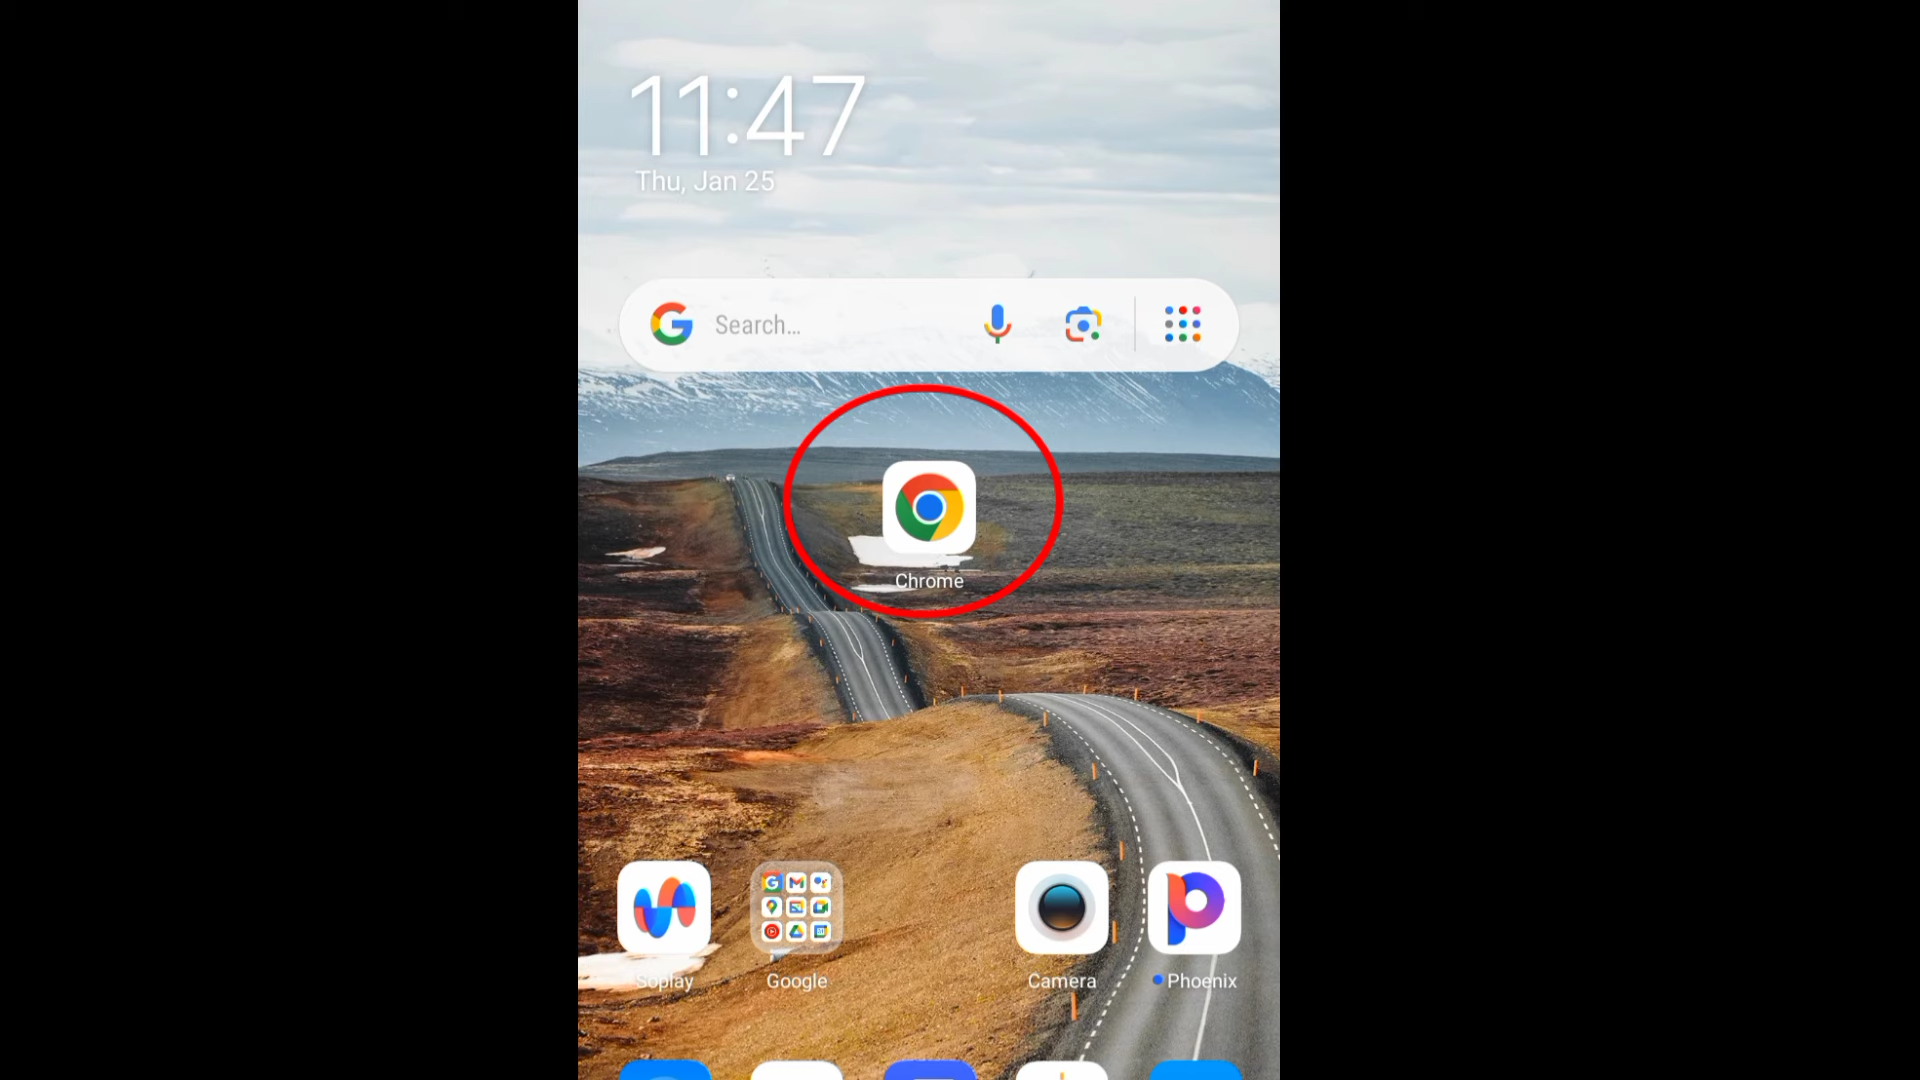 11:47
Thu, Jan 25
Search...
Chrome
Soplay
Google
Camera
Phoenix